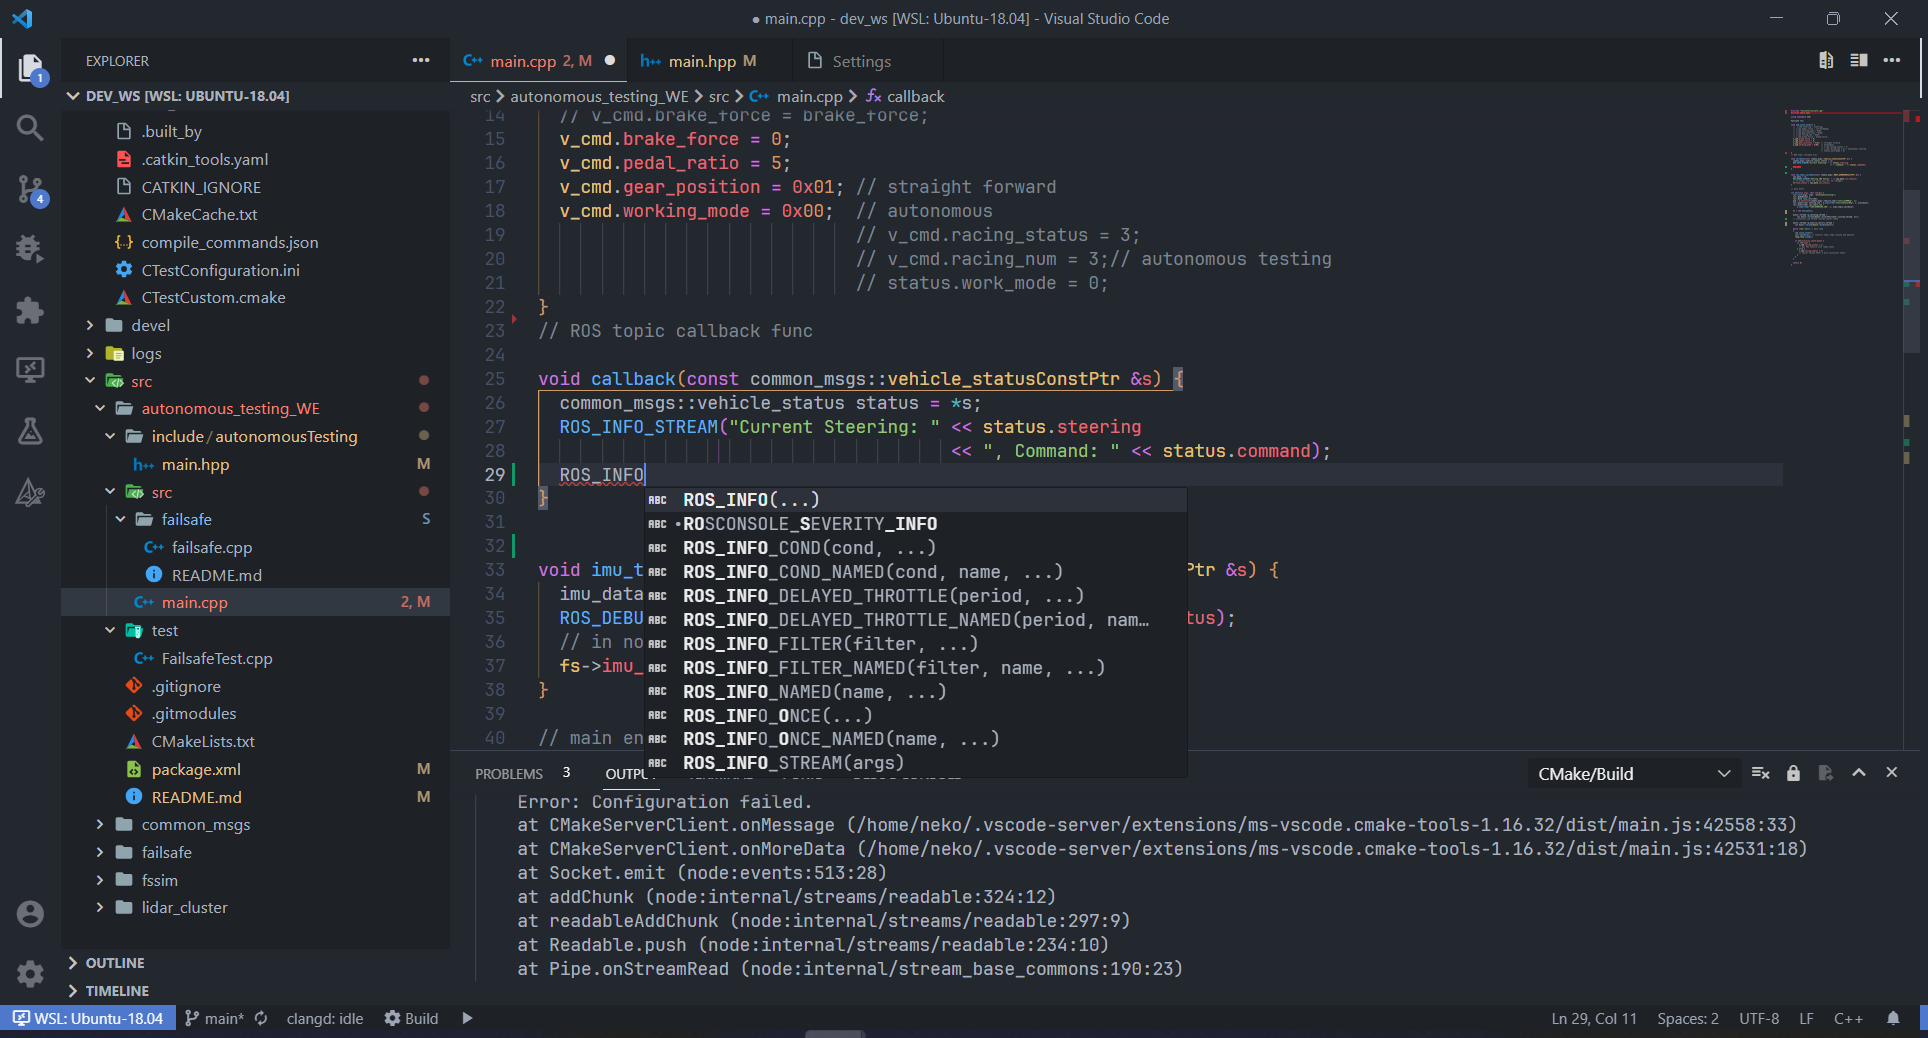 ● main.cpp - dev_ws [WSL: Ubuntu-18.04] - Visual Studio Code
1
4
EXPLORER
DEV_WS [WSL: UBUNTU-18.04]
.built_by
.catkin_tools.yaml
CATKIN_IGNORE
CMakeCache.txt
compile_commands.json
CTestConfiguration.ini
CTestCustom.cmake
devel
logs
src
autonomous_testing_WE
include/autonomousTesting
main.hpp M
src
failsafe S
failsafe.cpp
README.md
main.cpp 2, M
test
FailsafeTest.cpp
.gitignore
.gitmodules
CMakeLists.txt
package.xml M
README.md M
common_msgs
failsafe
fssim
lidar_cluster
OUTLINE
TIMELINE
main.cpp 2, M
main.hpp M
Settings
src > autonomous_testing_WE > src > main.cpp > callback
14 // v_cmd.brake_force = brake_force;
15 v_cmd.brake_force = 0;
16 v_cmd.pedal_ratio = 5;
17 v_cmd.gear_position = 0x01; // straight forward
18 v_cmd.working_mode = 0x00; // autonomous
19 // v_cmd.racing_status = 3;
20 // v_cmd.racing_num = 3;// autonomous testing
21 // status.work_mode = 0;
22 }
23 // ROS topic callback func
24
25 void callback(const common_msgs::vehicle_statusConstPtr &s) {
26 common_msgs::vehicle_status status = *s;
27 ROS_INFO_STREAM("Current Steering: " << status.steering
28 << ", Command: " << status.command);
29 ROS_INFO
30 }
31
32
33 void imu_t Ptr &s) {
34 imu_data
35 ROS_DEBU tus);
36 // in no
37 fs->imu_
38 }
39
40 // main en
ABC ROS_INFO(...)
ABC •ROSCONSOLE_SEVERITY_INFO
ABC ROS_INFO_COND(cond, ...)
ABC ROS_INFO_COND_NAMED(cond, name, ...)
ABC ROS_INFO_DELAYED_THROTTLE(period, ...)
ABC ROS_INFO_DELAYED_THROTTLE_NAMED(period, nam…
ABC ROS_INFO_FILTER(filter, ...)
ABC ROS_INFO_FILTER_NAMED(filter, name, ...)
ABC ROS_INFO_NAMED(name, ...)
ABC ROS_INFO_ONCE(...)
ABC ROS_INFO_ONCE_NAMED(name, ...)
ABC ROS_INFO_STREAM(args)
PROBLEMS 3 OUTPU
CMake/Build
Error: Configuration failed.
at CMakeServerClient.onMessage (/home/neko/.vscode-server/extensions/ms-vscode.cmake-tools-1.16.32/dist/main.js:42558:33)
at CMakeServerClient.onMoreData (/home/neko/.vscode-server/extensions/ms-vscode.cmake-tools-1.16.32/dist/main.js:42531:18)
at Socket.emit (node:events:513:28)
at addChunk (node:internal/streams/readable:324:12)
at readableAddChunk (node:internal/streams/readable:297:9)
at Readable.push (node:internal/streams/readable:234:10)
at Pipe.onStreamRead (node:internal/stream_base_commons:190:23)
WSL: Ubuntu-18.04 main* clangd: idle Build
Ln 29, Col 11 Spaces: 2 UTF-8 LF C++